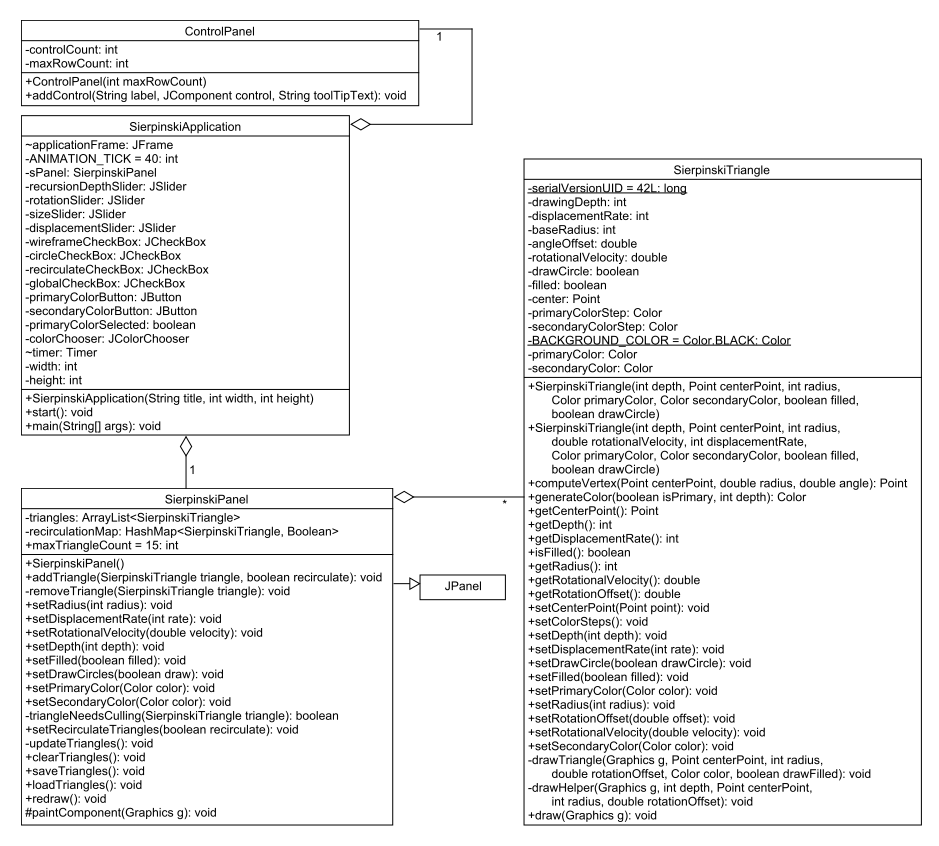 ControlPanel
-controlCount: int
-maxRowCount: int
+ControlPanel(int maxRowCount)
+addControl(String label, JComponent control, String toolTipText): void
1
SierpinskiApplication
~applicationFrame: JFrame
-ANIMATION_TICK = 40: int
-sPanel: SierpinskiPanel
-recursionDepthSlider: JSlider
-rotationSlider: JSlider
-sizeSlider: JSlider
-displacementSlider: JSlider
-wireframeCheckBox: JCheckBox
-circleCheckBox: JCheckBox
-recirculateCheckBox: JCheckBox
-globalCheckBox: JCheckBox
-primaryColorButton: JButton
-secondaryColorButton: JButton
-primaryColorSelected: boolean
-colorChooser: JColorChooser
~timer: Timer
-width: int
-height: int
+SierpinskiApplication(String title, int width, int height)
+start(): void
+main(String[] args): void
1
SierpinskiPanel
-triangles: ArrayList<SierpinskiTriangle>
-recirculationMap: HashMap<SierpinskiTriangle, Boolean>
+maxTriangleCount = 15: int
+SierpinskiPanel()
+addTriangle(SierpinskiTriangle triangle, boolean recirculate): void
-removeTriangle(SierpinskiTriangle triangle): void
+setRadius(int radius): void
+setDisplacementRate(int rate): void
+setRotationalVelocity(double velocity): void
+setDepth(int depth): void
+setFilled(boolean filled): void
+setDrawCircles(boolean draw): void
+setPrimaryColor(Color color): void
+setSecondaryColor(Color color): void
-triangleNeedsCulling(SierpinskiTriangle triangle): boolean
+setRecirculateTriangles(boolean recirculate): void
-updateTriangles(): void
+clearTriangles(): void
+saveTriangles(): void
+loadTriangles(): void
+redraw(): void
#paintComponent(Graphics g): void
*
JPanel
SierpinskiTriangle
-serialVersionUID = 42L: long
-drawingDepth: int
-displacementRate: int
-baseRadius: int
-angleOffset: double
-rotationalVelocity: double
-drawCircle: boolean
-filled: boolean
-center: Point
-primaryColorStep: Color
-secondaryColorStep: Color
-BACKGROUND_COLOR = Color.BLACK: Color
-primaryColor: Color
-secondaryColor: Color
+SierpinskiTriangle(int depth, Point centerPoint, int radius,
Color primaryColor, Color secondaryColor, boolean filled,
boolean drawCircle)
+SierpinskiTriangle(int depth, Point centerPoint, int radius,
double rotationalVelocity, int displacementRate,
Color primaryColor, Color secondaryColor, boolean filled,
boolean drawCircle)
+computeVertex(Point centerPoint, double radius, double angle): Point
+generateColor(boolean isPrimary, int depth): Color
+getCenterPoint(): Point
+getDepth(): int
+getDisplacementRate(): int
+isFilled(): boolean
+getRadius(): int
+getRotationalVelocity(): double
+getRotationOffset(): double
+setCenterPoint(Point point): void
+setColorSteps(): void
+setDepth(int depth): void
+setDisplacementRate(int rate): void
+setDrawCircle(boolean drawCircle): void
+setFilled(boolean filled): void
+setPrimaryColor(Color color): void
+setRadius(int radius): void
+setRotationOffset(double offset): void
+setRotationalVelocity(double velocity): void
+setSecondaryColor(Color color): void
-drawTriangle(Graphics g, Point centerPoint, int radius,
double rotationOffset, Color color, boolean drawFilled): void
-drawHelper(Graphics g, int depth, Point centerPoint,
int radius, double rotationOffset): void
+draw(Graphics g): void